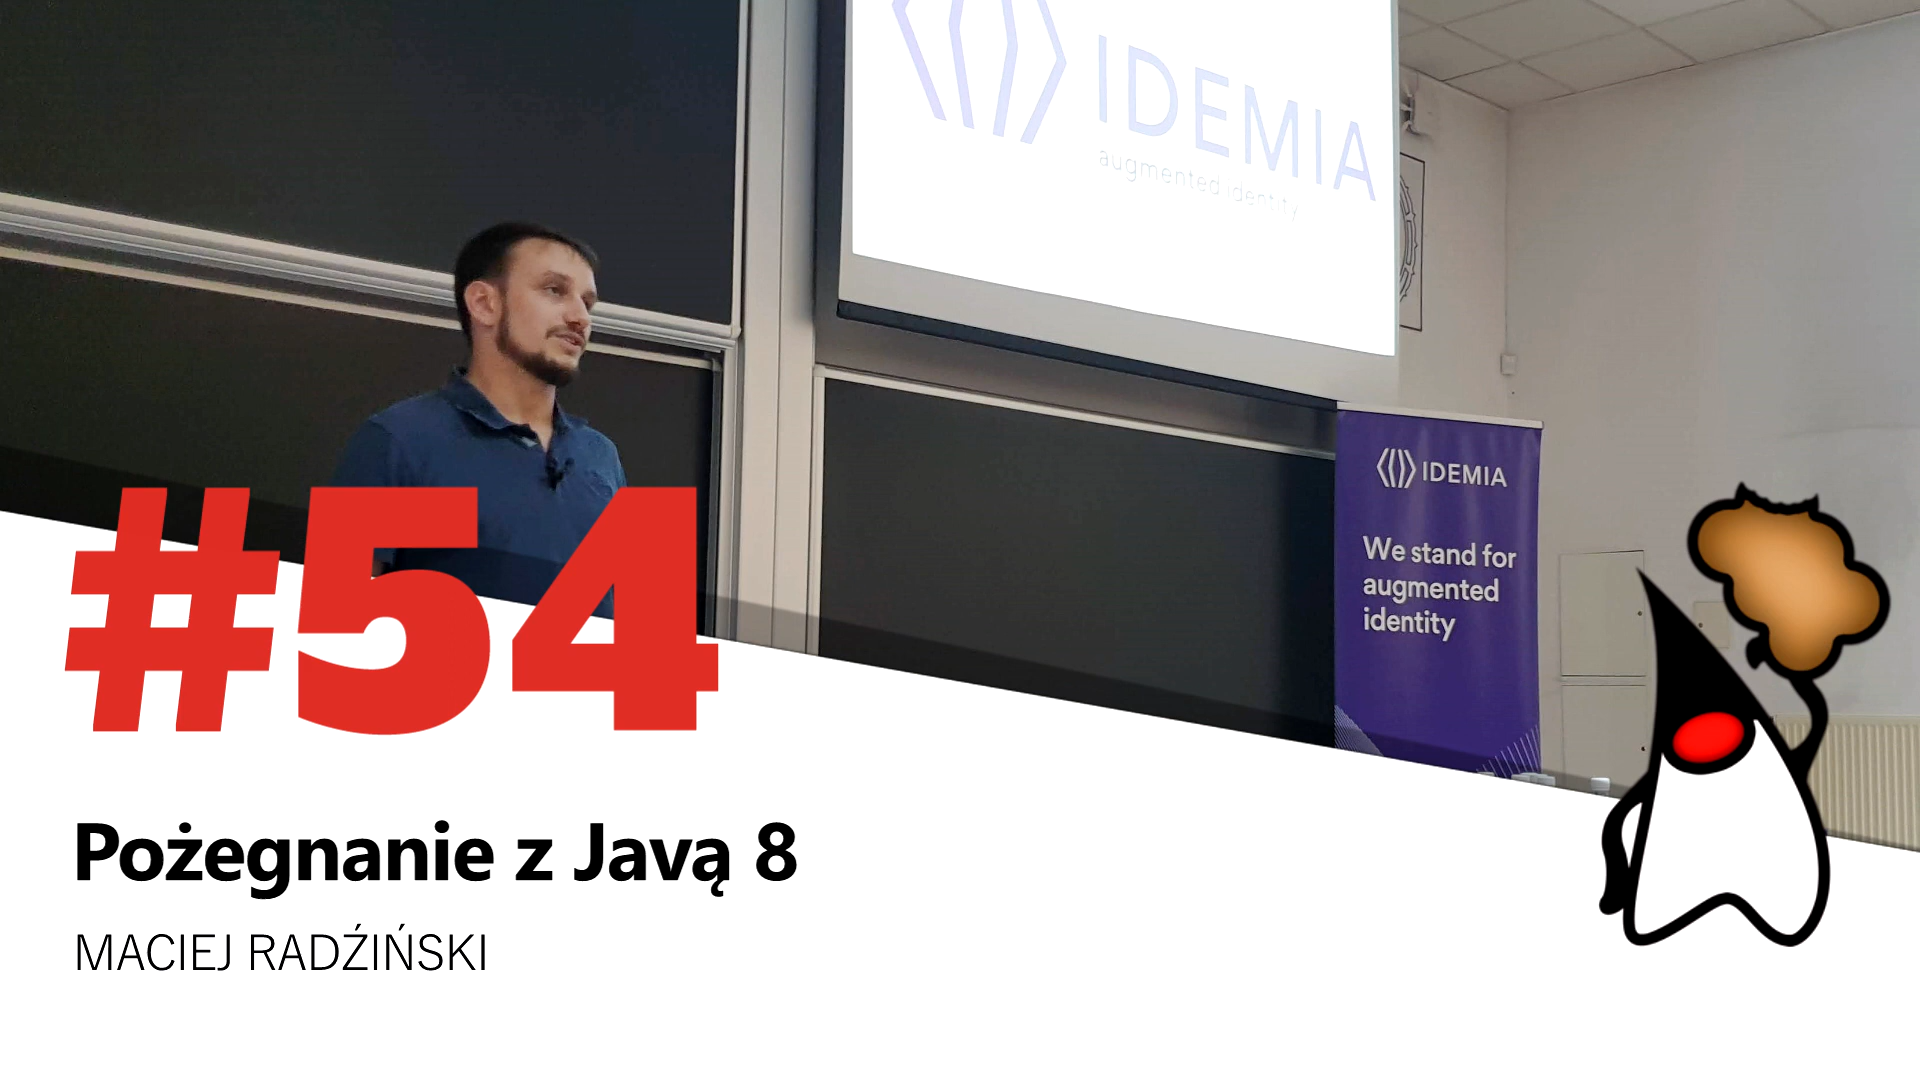 IDEMIA
augmented identity
IDEMIA
We stand for
augmented
identity
#54
Pożegnanie z Javą 8
MACIEJ RADŹIŃSKI